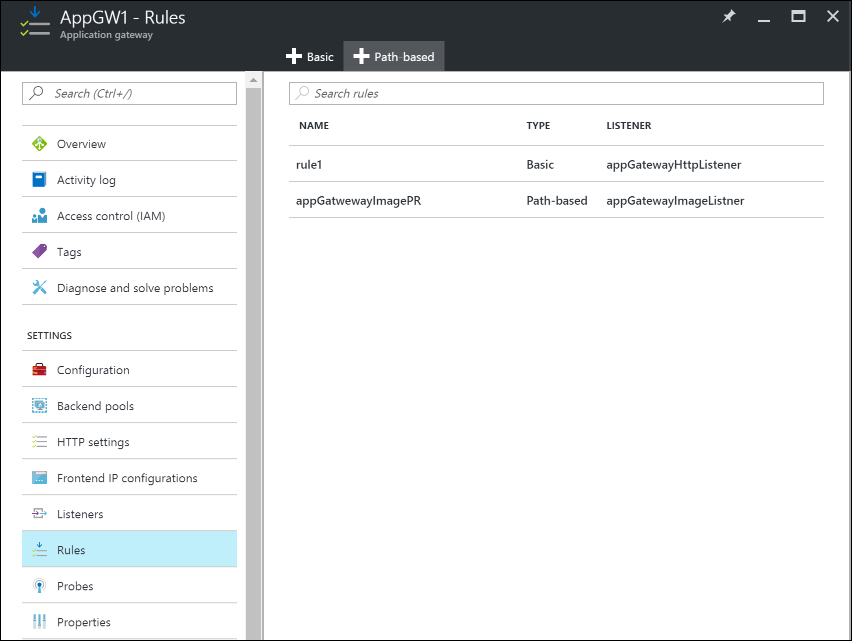 AppGW1 - Rules
Application gateway
Basic
Path-based
Search (Ctrl+/)
Overview
Activity log
Access control (IAM)
Tags
Diagnose and solve problems
SETTINGS
Configuration
Backend pools
HTTP settings
Frontend IP configurations
Listeners
Rules
Probes
Properties
Search rules
NAME TYPE LISTENER
rule1 Basic appGatewayHttpListener
appGatwewayImagePR Path-based appGatewayImageListner